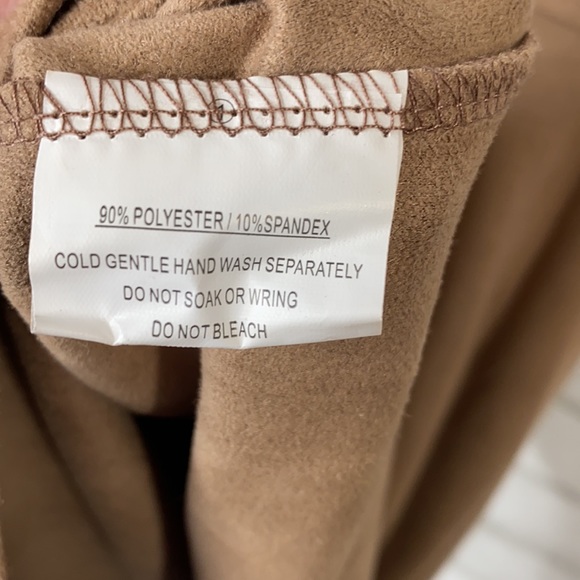 90% POLYESTER / 10%SPANDEX
COLD GENTLE HAND WASH SEPARATELY
DO NOT SOAK OR WRING
DO NOT BLEACH